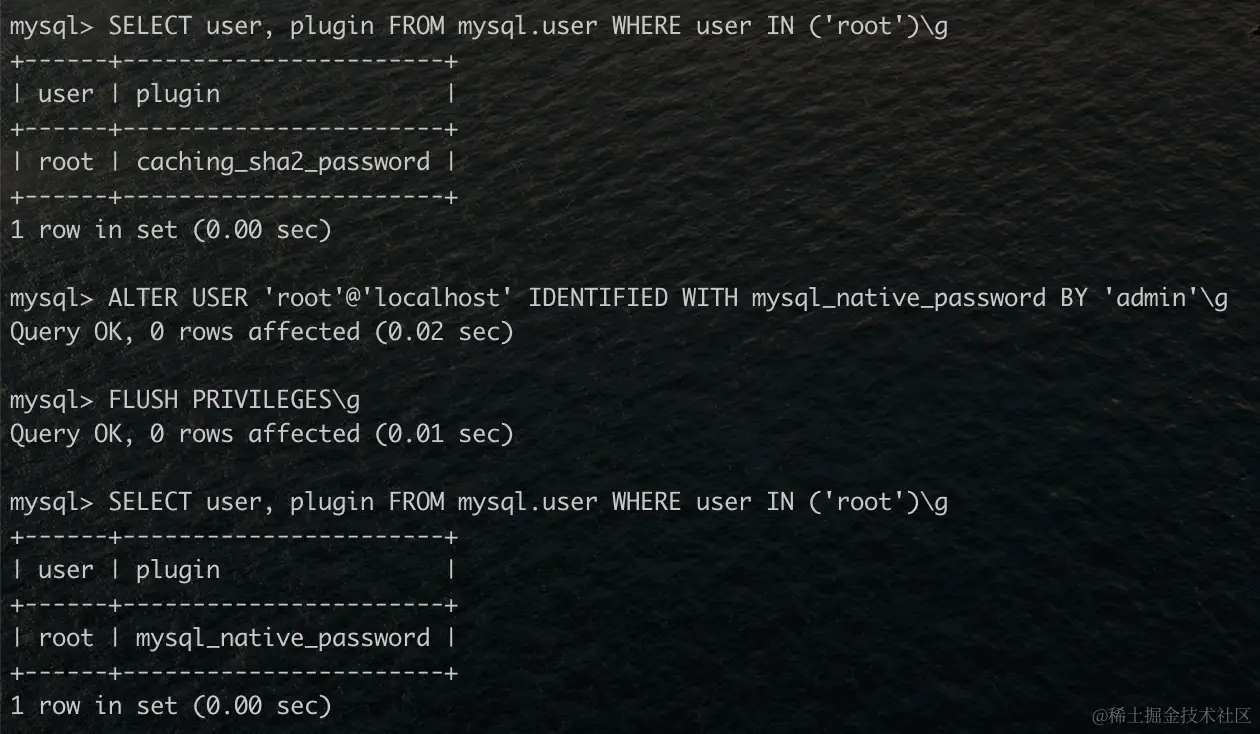 mysql> SELECT user, plugin FROM mysql.user WHERE user IN ('root')\g
+------+-----------------------+
| user | plugin                |
+------+-----------------------+
| root | caching_sha2_password |
+------+-----------------------+
1 row in set (0.00 sec)
mysql> ALTER USER 'root'@'localhost' IDENTIFIED WITH mysql_native_password BY 'admin'\g
Query OK, 0 rows affected (0.02 sec)
mysql> FLUSH PRIVILEGES\g
Query OK, 0 rows affected (0.01 sec)
mysql> SELECT user, plugin FROM mysql.user WHERE user IN ('root')\g
+------+-----------------------+
| user | plugin                |
+------+-----------------------+
| root | mysql_native_password |
+------+-----------------------+
1 row in set (0.00 sec)
@稀土掘金技术社区